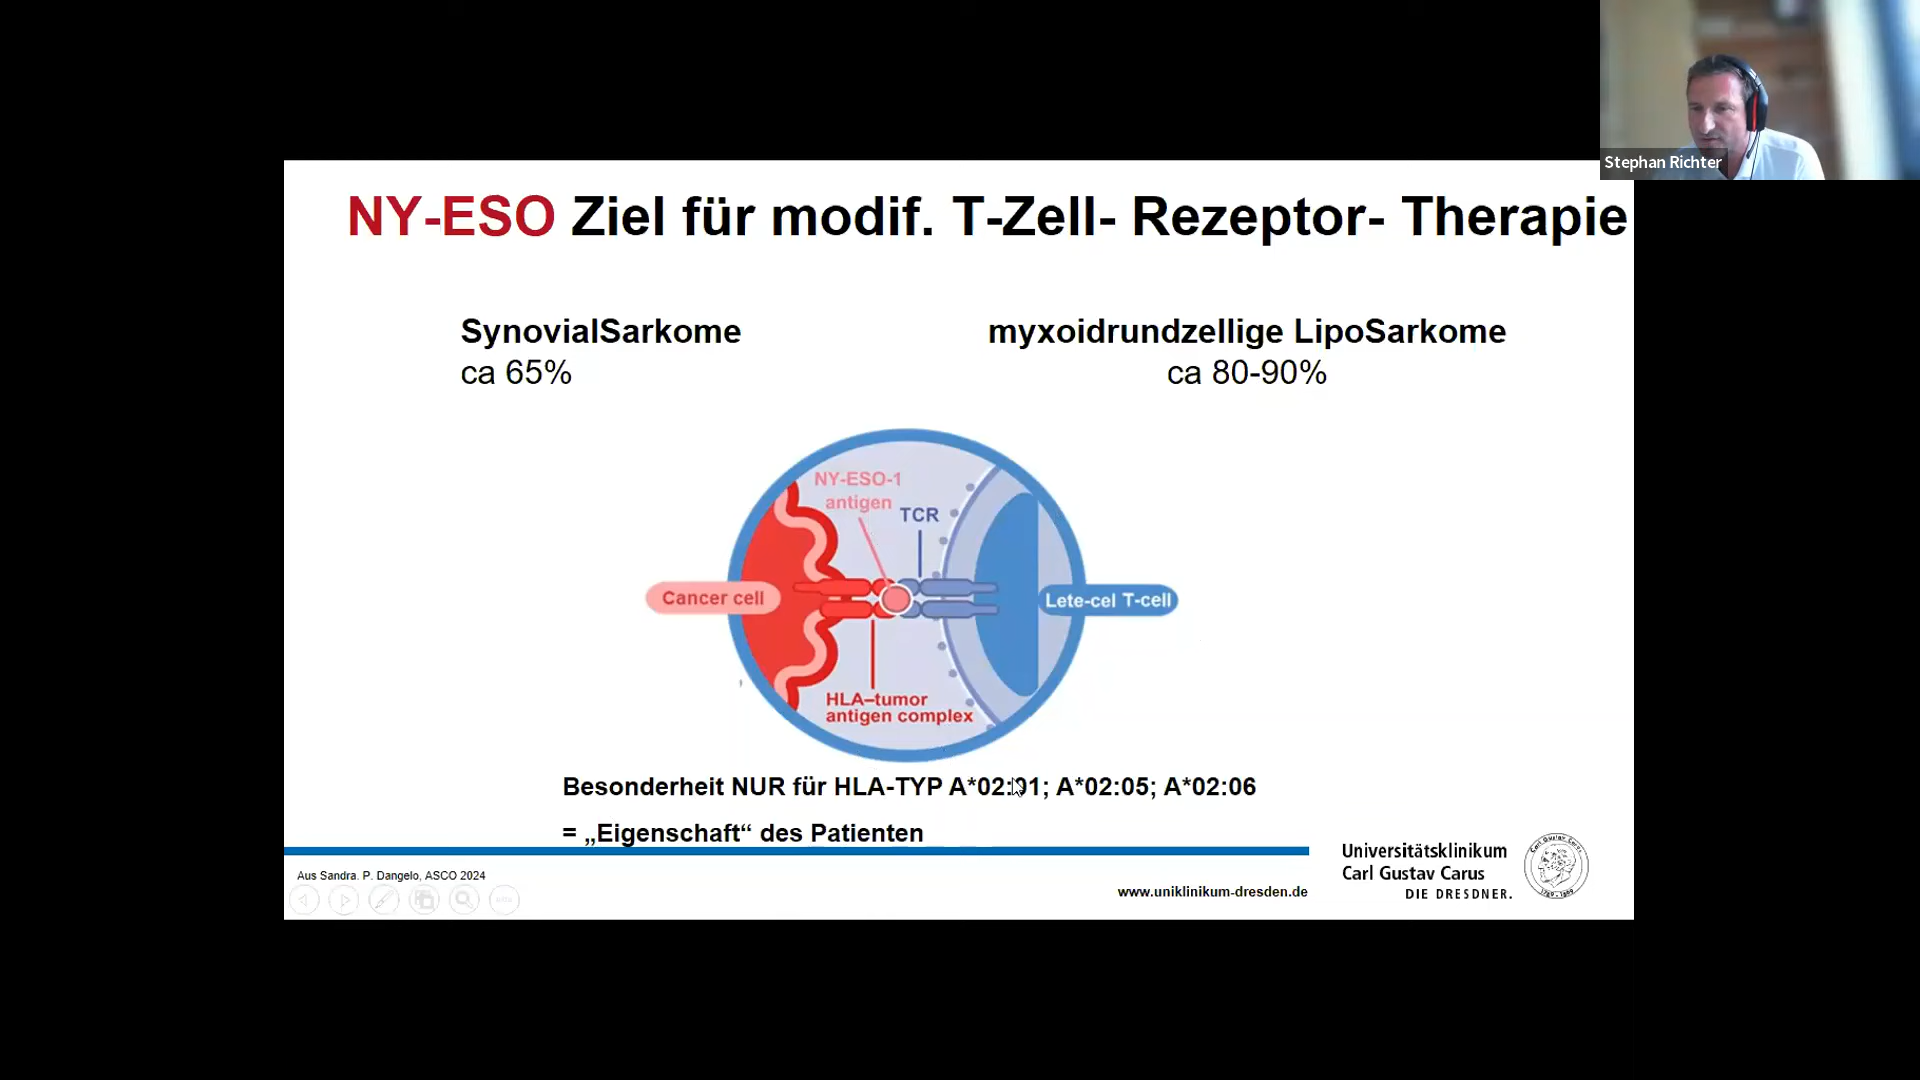 Stephan Richter
NY-ESO Ziel für modif. T-Zell- Rezeptor- Therapie
SynovialSarkome
ca 65%
myxoidrundzellige LipoSarkome
ca 80-90%
NY-ESO-1
antigen
TCR
Cancer cell
Lete-cel T-cell
HLA–tumor
antigen complex
Besonderheit NUR für HLA-TYP A*02:01; A*02:05; A*02:06
= „Eigenschaft“ des Patienten
Aus Sandra. P. Dangelo, ASCO 2024
www.uniklinikum-dresden.de
Universitätsklinikum
Carl Gustav Carus
DIE DRESDNER.